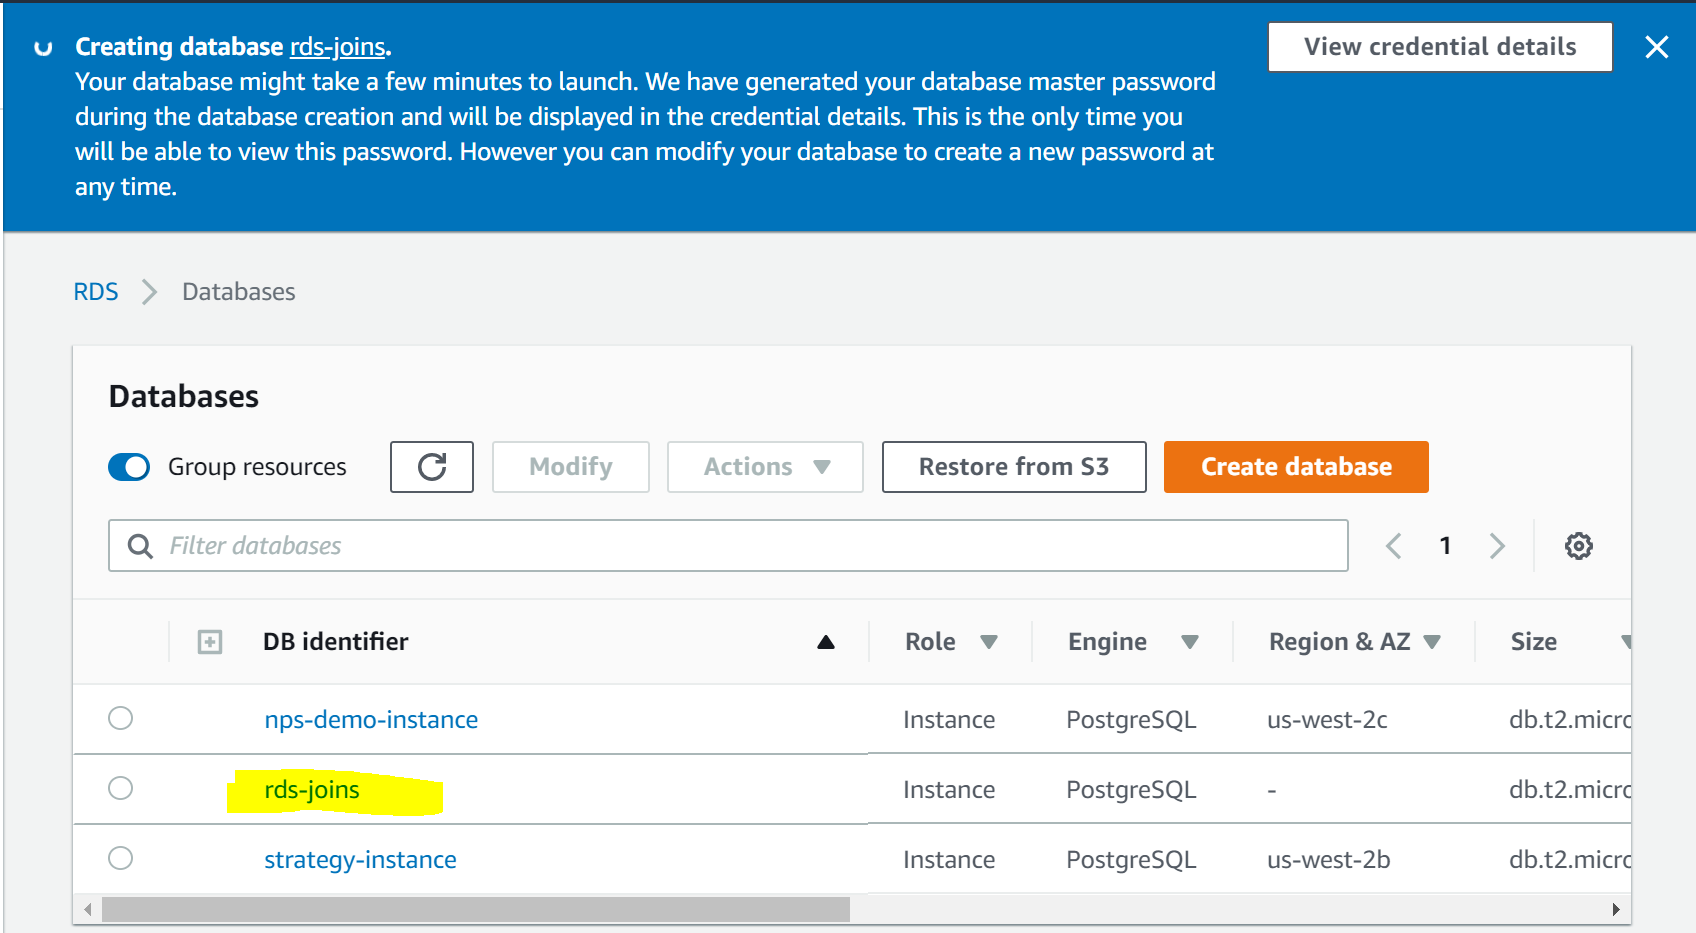 Creating database rds-joins.
View credential details
Your database might take a few minutes to launch. We have generated your database master password
during the database creation and will be displayed in the credential details. This is the only time you
will be able to view this password. However you can modify your database to create a new password at
any time.
RDS Databases
Databases
Group resources Modify Actions Restore from S3 Create database
Filter databases 1
DB identifier Role Engine Region & AZ Size
nps-demo-instance Instance PostgreSQL us-west-2c db.t2.micro
rds-joins Instance PostgreSQL - db.t2.micro
strategy-instance Instance PostgreSQL us-west-2b db.t2.micro